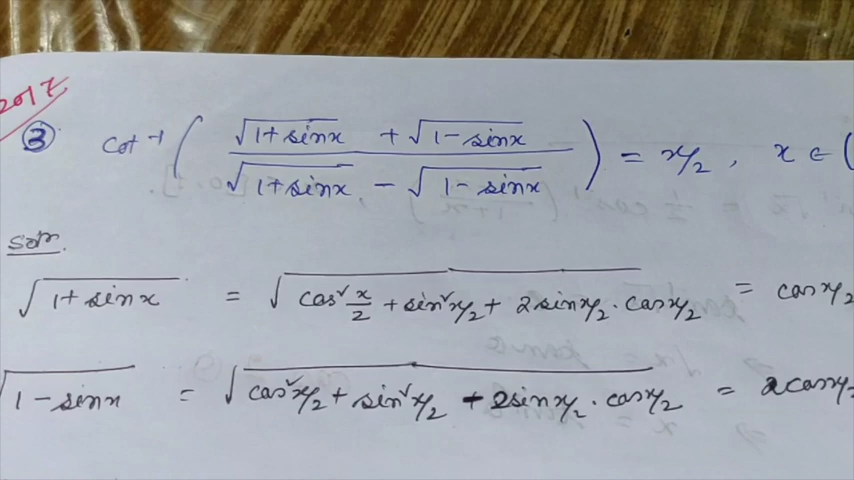 2017
③ cot⁻¹ ( (√(1+sinx) + √(1-sinx)) / (√(1+sinx) - √(1-sinx)) ) = x/2 , x ∈ (
Soln.
√(1+sinx) = √(cos²x/2 + sin²x/2 + 2sinx/2 . cosx/2) = cosx/2
√(1-sinx) = √(cos²x/2 + sin²x/2 - 2sinx/2 . cosx/2) = 2cosx/2